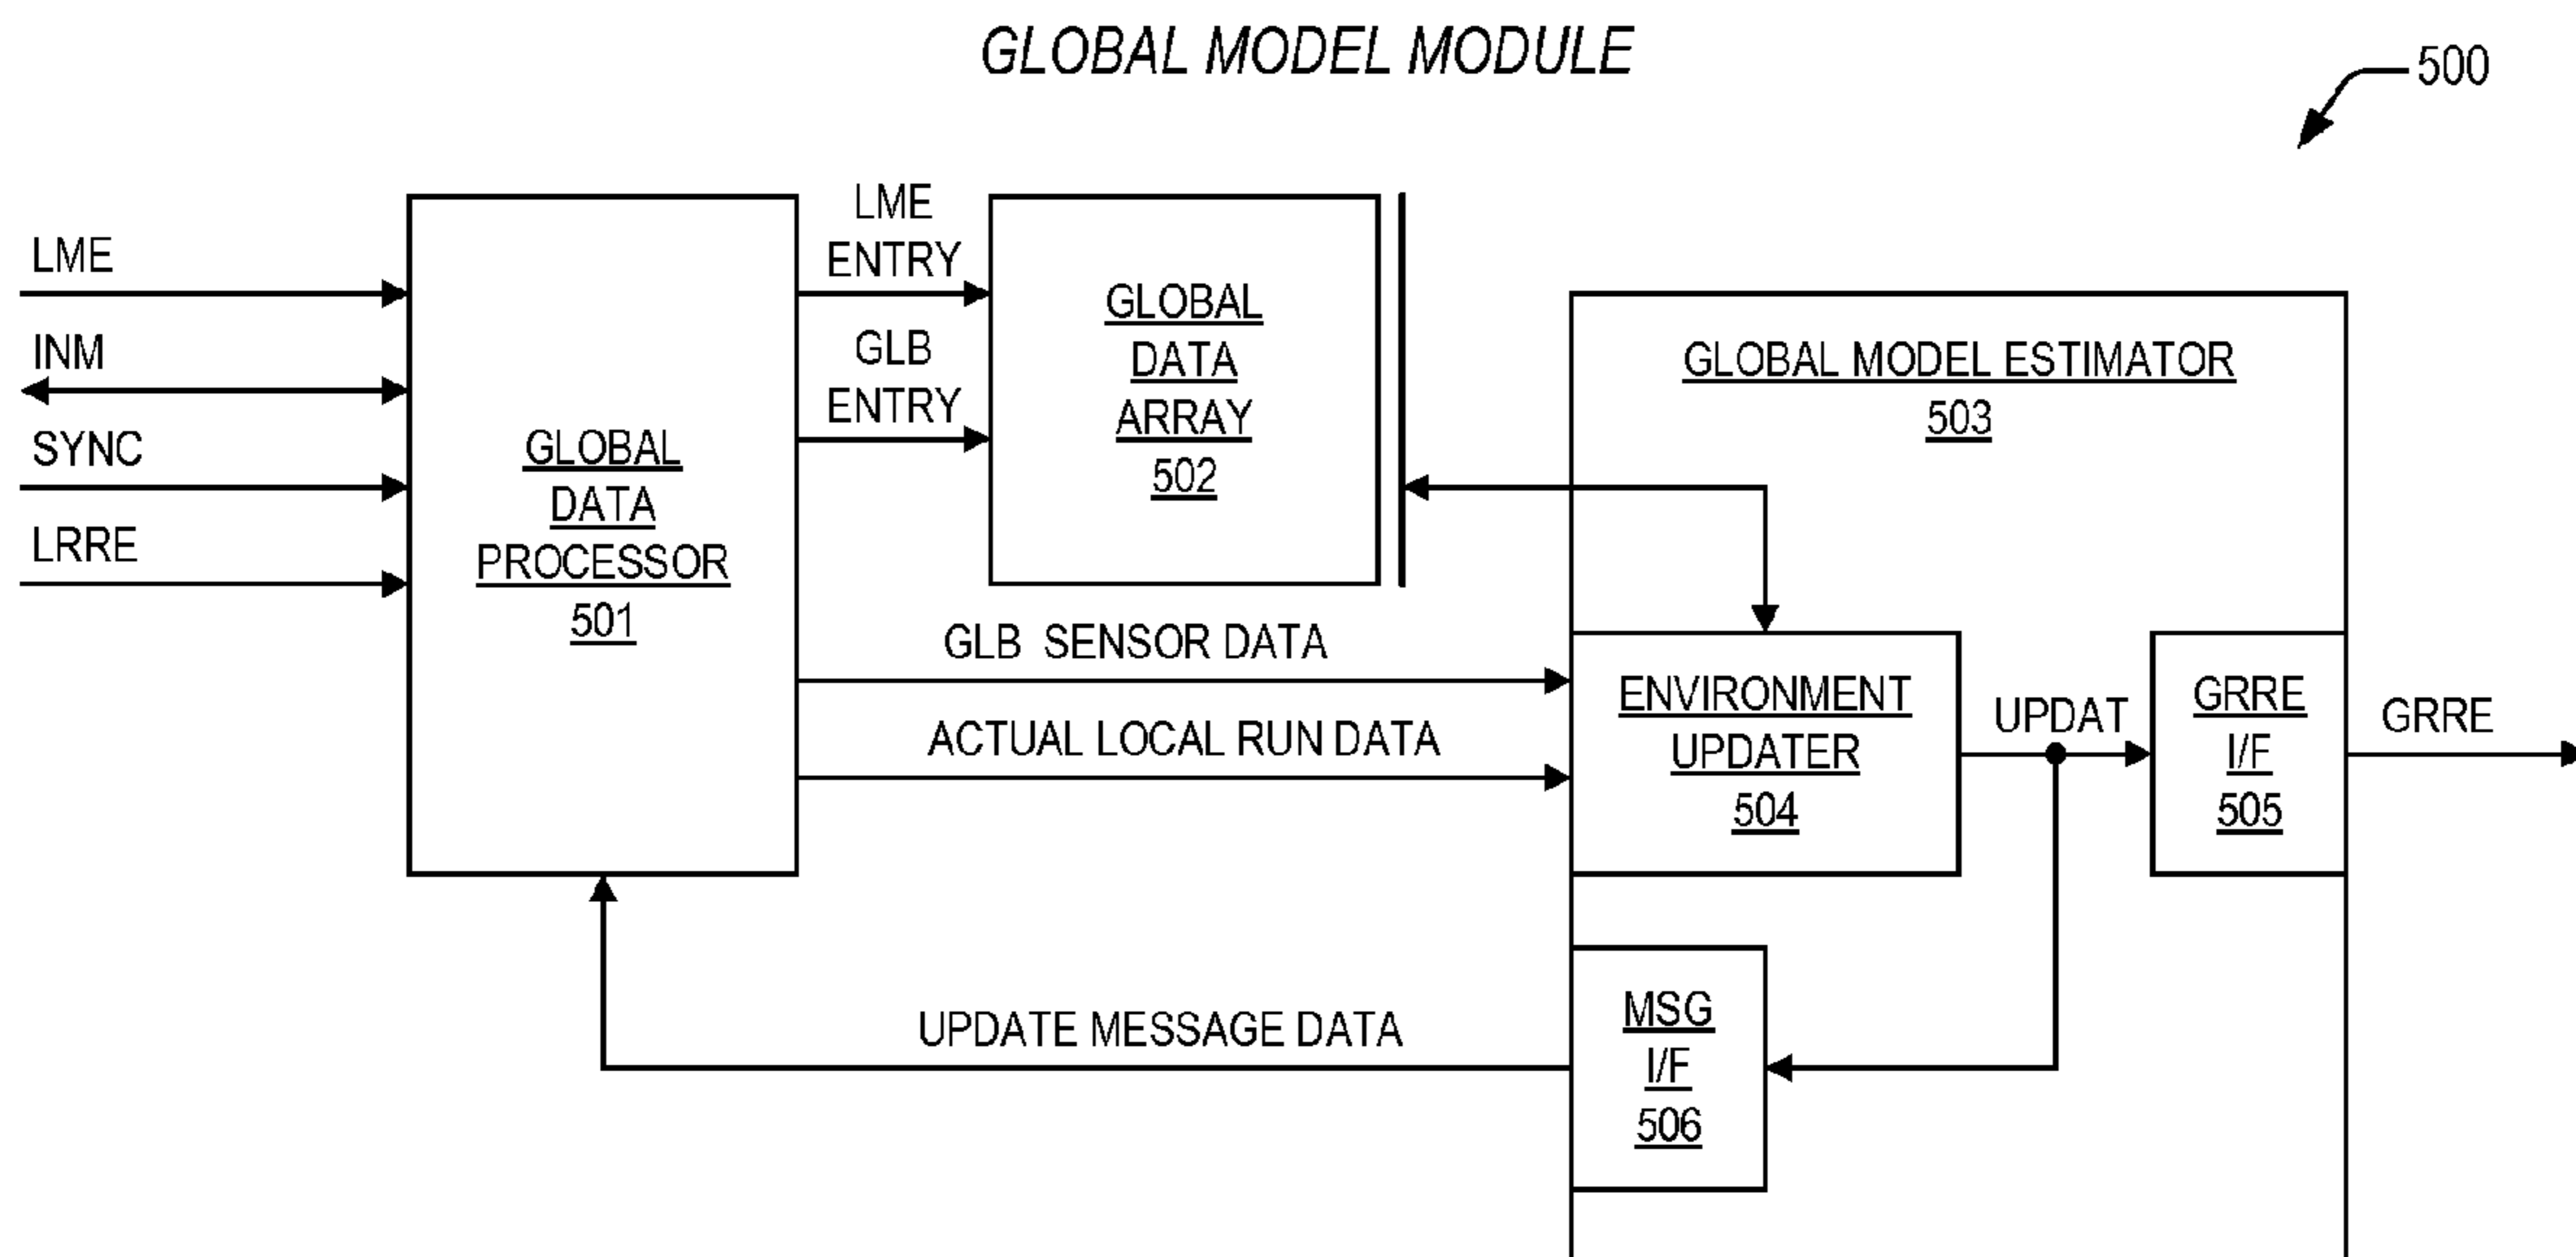 GLOBAL MODEL MODULE
500
LME
INM
SYNC
LRRE
GLOBAL
DATA
PROCESSOR
501
LME
ENTRY
GLB
ENTRY
GLOBAL
DATA
ARRAY
502
GLOBAL MODEL ESTIMATOR
503
GLB SENSOR DATA
ACTUAL LOCAL RUN DATA
ENVIRONMENT
UPDATER
504
UPDAT
GRRE
I/F
505
GRRE
UPDATE MESSAGE DATA
MSG
I/F
506